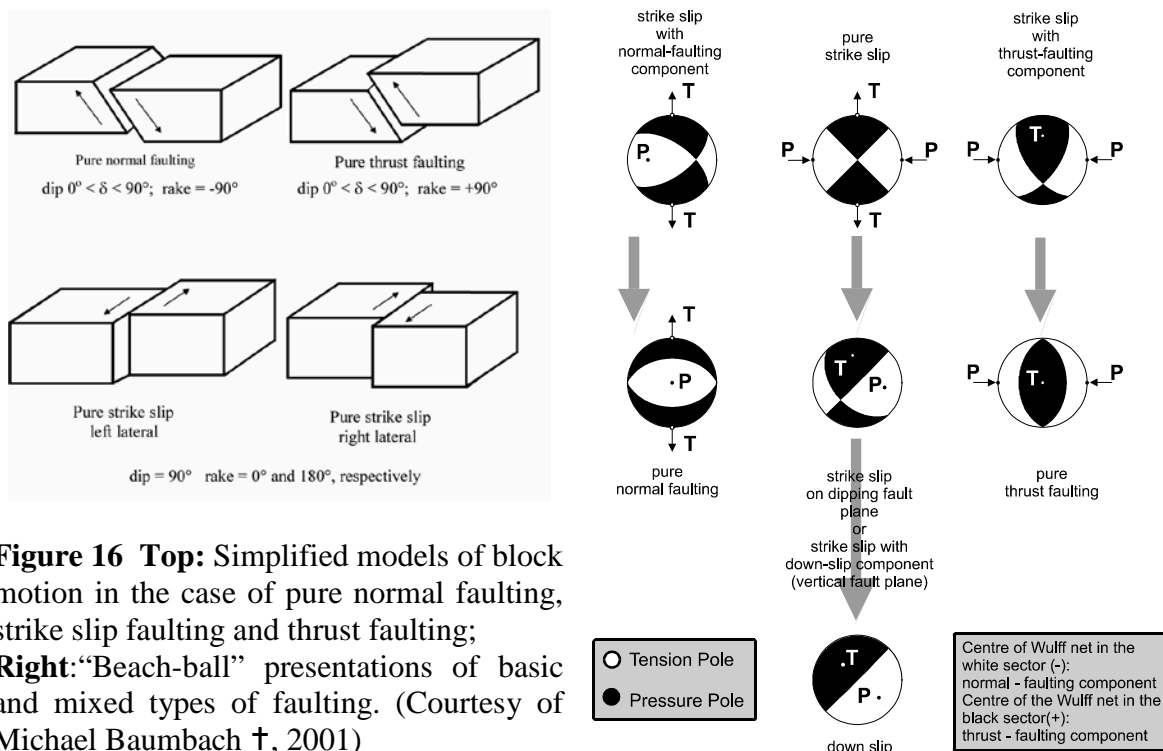 Pure normal faulting
dip 0° < δ < 90°; rake = -90°
Pure thrust faulting
dip 0° < δ < 90°; rake = +90°
Pure strike slip
left lateral
Pure strike slip
right lateral
dip = 90° rake = 0° and 180°, respectively
Figure 16 Top: Simplified models of block
motion in the case of pure normal faulting,
strike slip faulting and thrust faulting;
Right:“Beach-ball” presentations of basic
and mixed types of faulting. (Courtesy of
Michael Baumbach †, 2001)
strike slip
with
normal-faulting
component
T
P
T
pure
strike slip
T
P
P
T
strike slip
with
thrust-faulting
component
T
P
P
T
P
T
pure
normal faulting
T
P
strike slip
on dipping fault
plane
or
strike slip with
down-slip component
(vertical fault plane)
P
T
P
pure
thrust faulting
T
P
down slip
Tension Pole
Pressure Pole
Centre of Wulff net in the
white sector (-):
normal - faulting component
Centre of the Wulff net in the
black sector(+):
thrust - faulting component